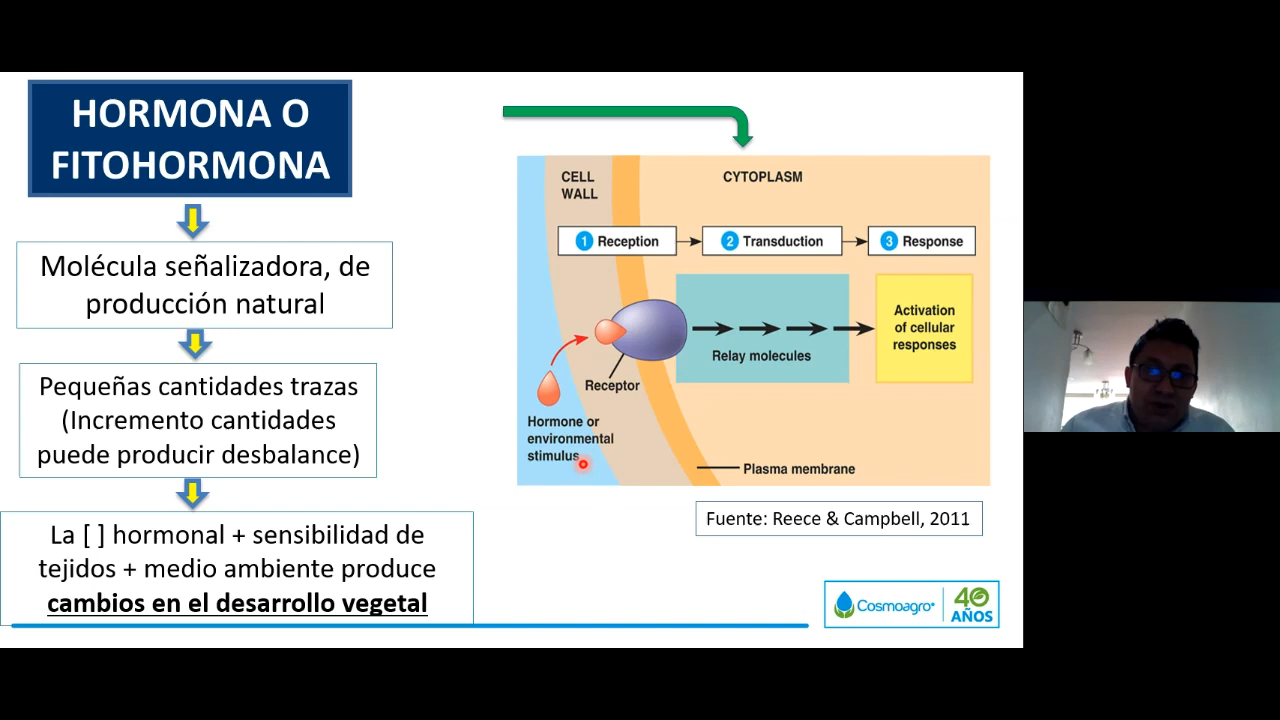 HORMONA O
FITOHORMONA
Molécula señalizadora, de
producción natural
Pequeñas cantidades trazas
(Incremento cantidades
puede producir desbalance)
La [ ] hormonal + sensibilidad de
tejidos + medio ambiente produce
cambios en el desarrollo vegetal
CELL
WALL
CYTOPLASM
1 Reception
2 Transduction
3 Response
Receptor
Relay molecules
Activation
of cellular
responses
Hormone or
environmental
stimulus
Plasma membrane
Fuente: Reece & Campbell, 2011
Cosmoagro
40
AÑOS